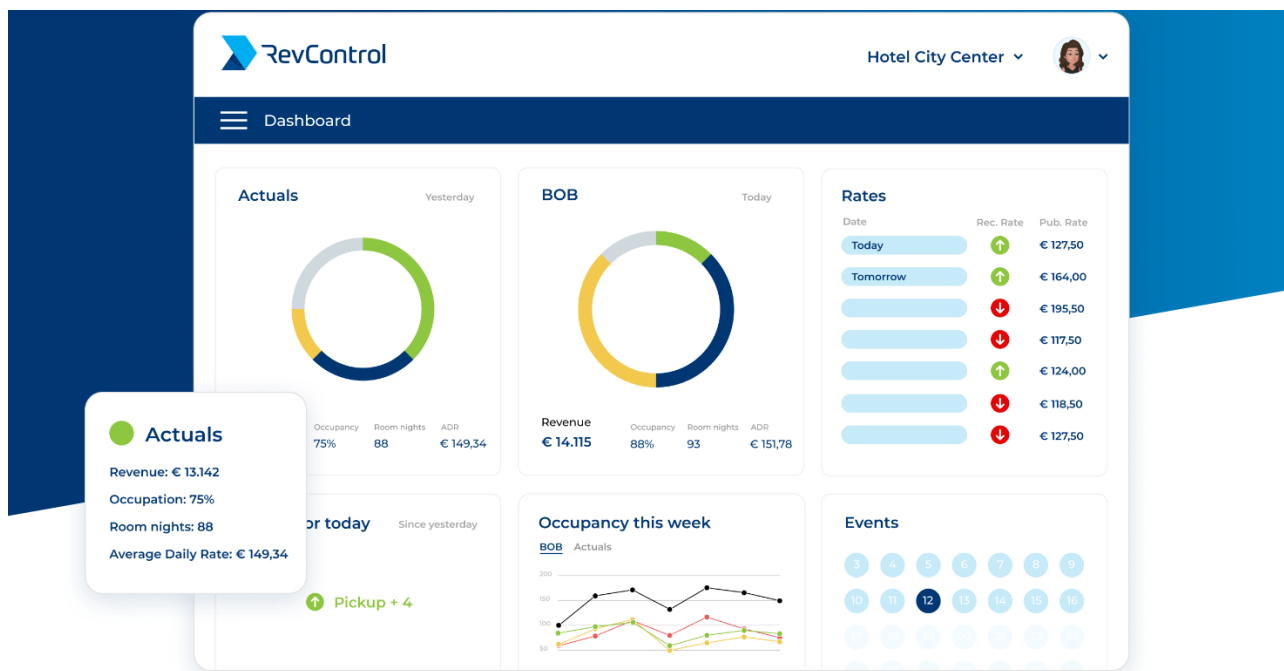 RevControl
Hotel City Center
Dashboard
Actuals
Yesterday
Occupancy Room nights ADR
75% 88 € 149,34
BOB
Today
Revenue
€ 14.115
Occupancy Room nights ADR
88% 93 € 151,78
Rates
Date Rec. Rate Pub. Rate
Today € 127,50
Tomorrow € 164,00
€ 195,50
€ 117,50
€ 124,00
€ 118,50
€ 127,50
Actuals
Revenue: € 13.142
Occupation: 75%
Room nights: 88
Average Daily Rate: € 149,34
or today
Since yesterday
Pickup + 4
Occupancy this week
BOB Actuals
200
150
100
50
Events
3 4 5 6 7 8 9
10 11 12 13 14 15 16